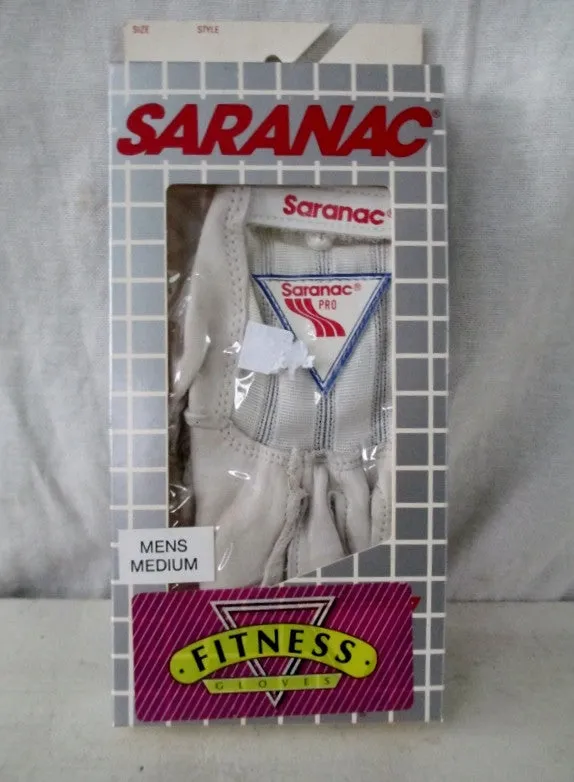 SIZE STYLE
SARANAC®
Saranac®
Saranac®
PRO
MENS
MEDIUM
FITNESS
GLOVES